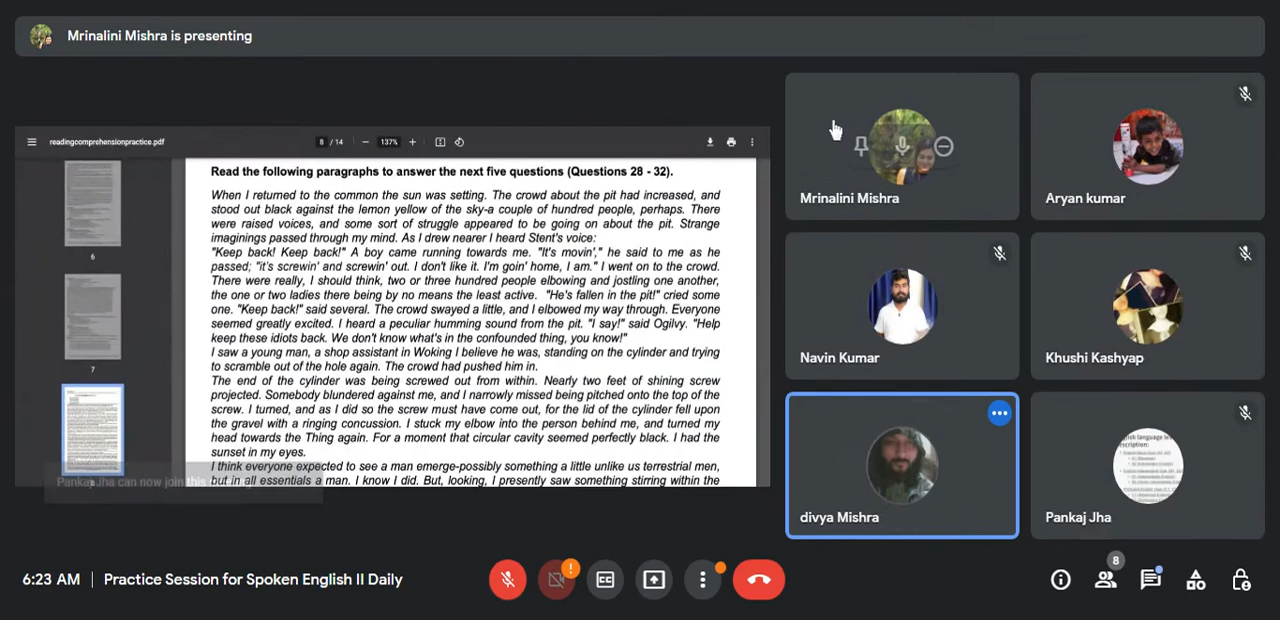 Mrinalini Mishra is presenting
readingcomprehensionpractice.pdf
8 / 14
137%
6
7
Read the following paragraphs to answer the next five questions (Questions 28 - 32).
When I returned to the common the sun was setting. The crowd about the pit had increased, and
stood out black against the lemon yellow of the sky-a couple of hundred people, perhaps. There
were raised voices, and some sort of struggle appeared to be going on about the pit. Strange
imaginings passed through my mind. As I drew nearer I heard Stent's voice:
"Keep back! Keep back!" A boy came running towards me. "It's movin'," he said to me as he
passed; "it's screwin' and screwin' out. I don't like it. I'm goin' home, I am." I went on to the crowd.
There were really, I should think, two or three hundred people elbowing and jostling one another,
the one or two ladies there being by no means the least active. "He's fallen in the pit!" cried some
one. "Keep back!" said several. The crowd swayed a little, and I elbowed my way through. Everyone
seemed greatly excited. I heard a peculiar humming sound from the pit. "I say!" said Ogilvy. "Help
keep these idiots back. We don't know what's in the confounded thing, you know!"
I saw a young man, a shop assistant in Woking I believe he was, standing on the cylinder and trying
to scramble out of the hole again. The crowd had pushed him in.
The end of the cylinder was being screwed out from within. Nearly two feet of shining screw
projected. Somebody blundered against me, and I narrowly missed being pitched onto the top of the
screw. I turned, and as I did so the screw must have come out, for the lid of the cylinder fell upon
the gravel with a ringing concussion. I stuck my elbow into the person behind me, and turned my
head towards the Thing again. For a moment that circular cavity seemed perfectly black. I had the
sunset in my eyes.
I think everyone expected to see a man emerge-possibly something a little unlike us terrestrial men,
but in all essentials a man. I know I did. But, looking, I presently saw something stirring within the
Pankaj Jha can now join this
Mrinalini Mishra
Aryan kumar
Navin Kumar
Khushi Kashyap
divya Mishra
Pankaj Jha
6:23 AM | Practice Session for Spoken English II Daily
CC
8